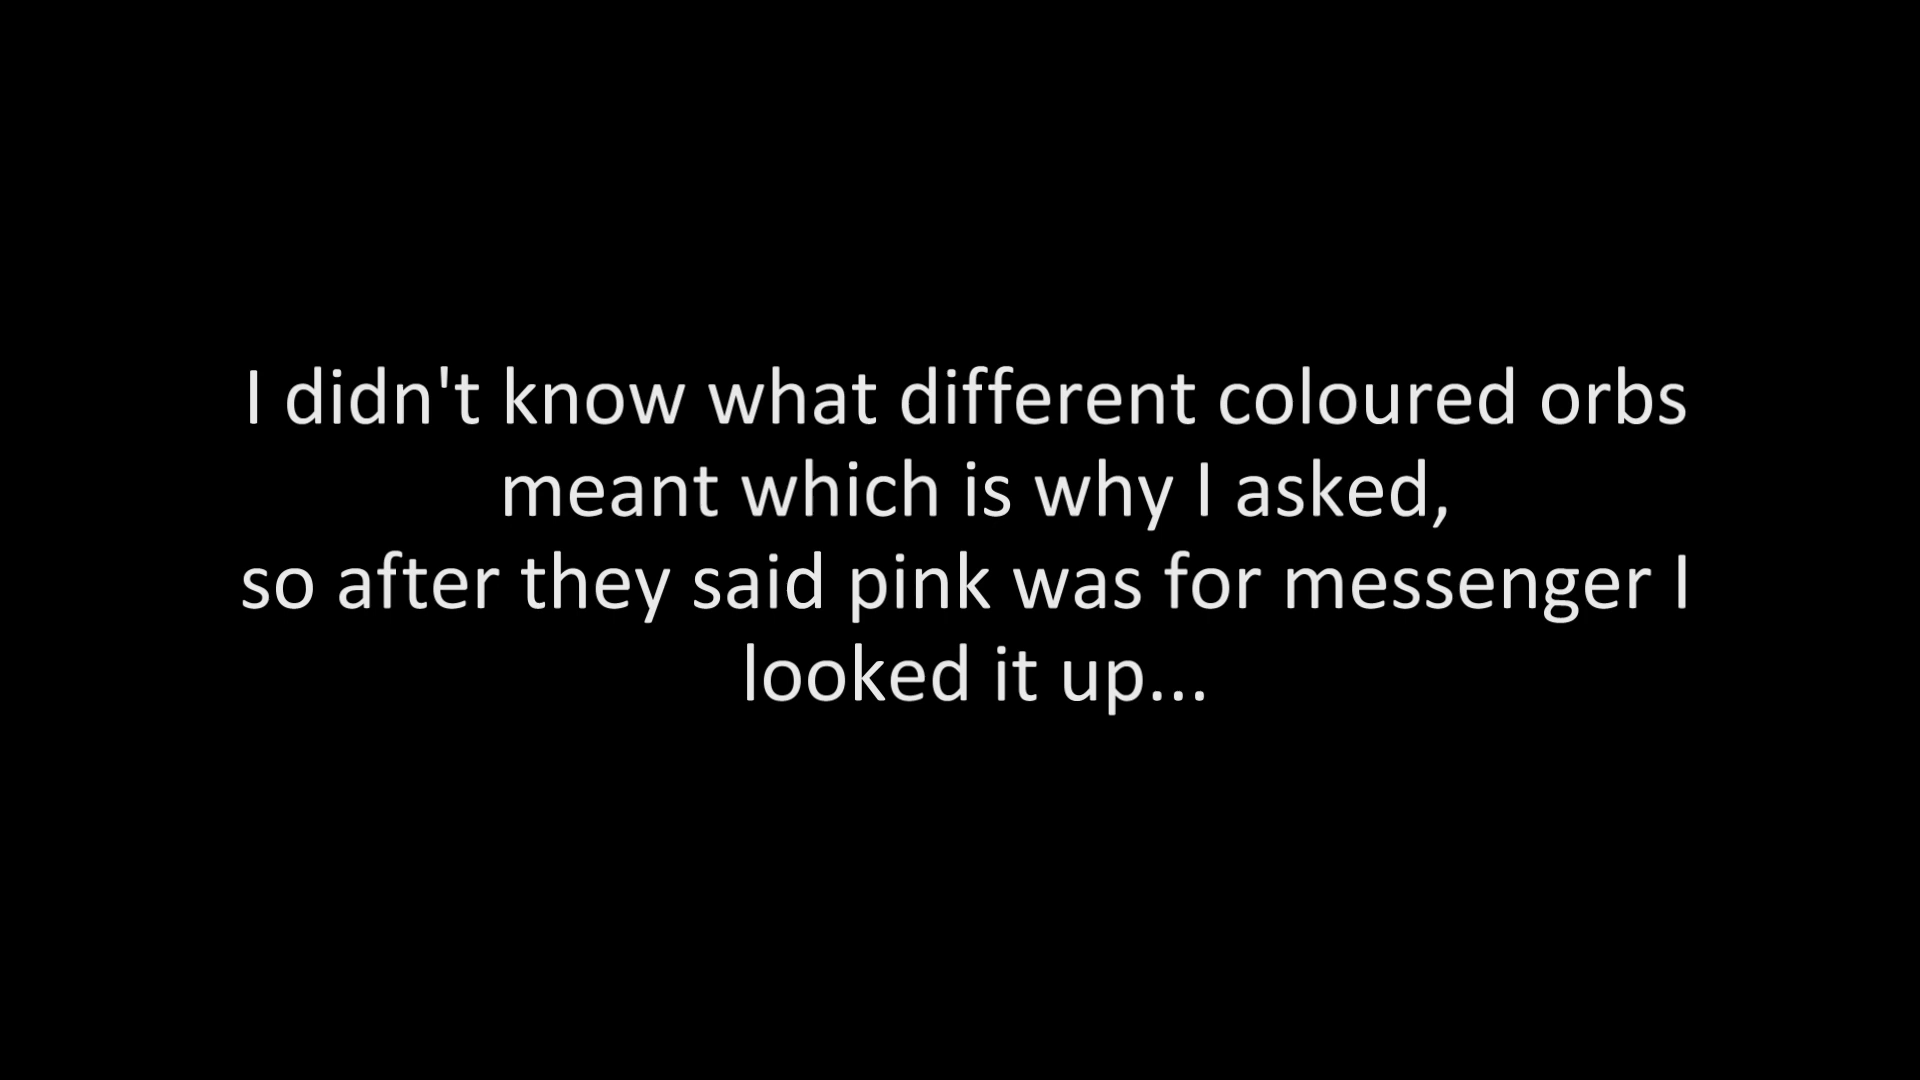 I didn't know what different coloured orbs
meant which is why I asked,
so after they said pink was for messenger I
looked it up...